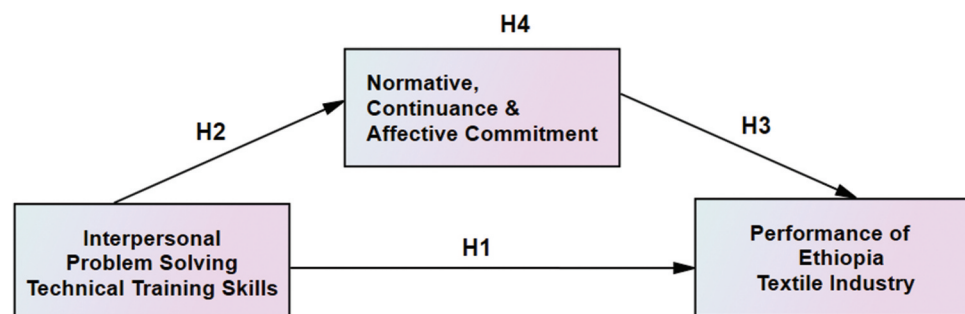 H4
Normative,
Continuance &
Affective Commitment
H2
H3
Interpersonal
Problem Solving
Technical Training Skills
H1
Performance of
Ethiopia
Textile Industry